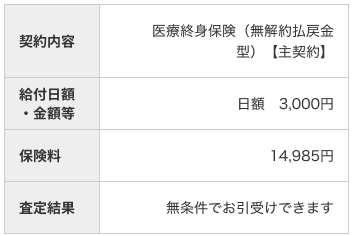 契約内容
医療終身保険（無解約払戻金
型）【主契約】
給付日額
・金額等
日額　3,000円
保険料
14,985円
査定結果
無条件でお引受けできます